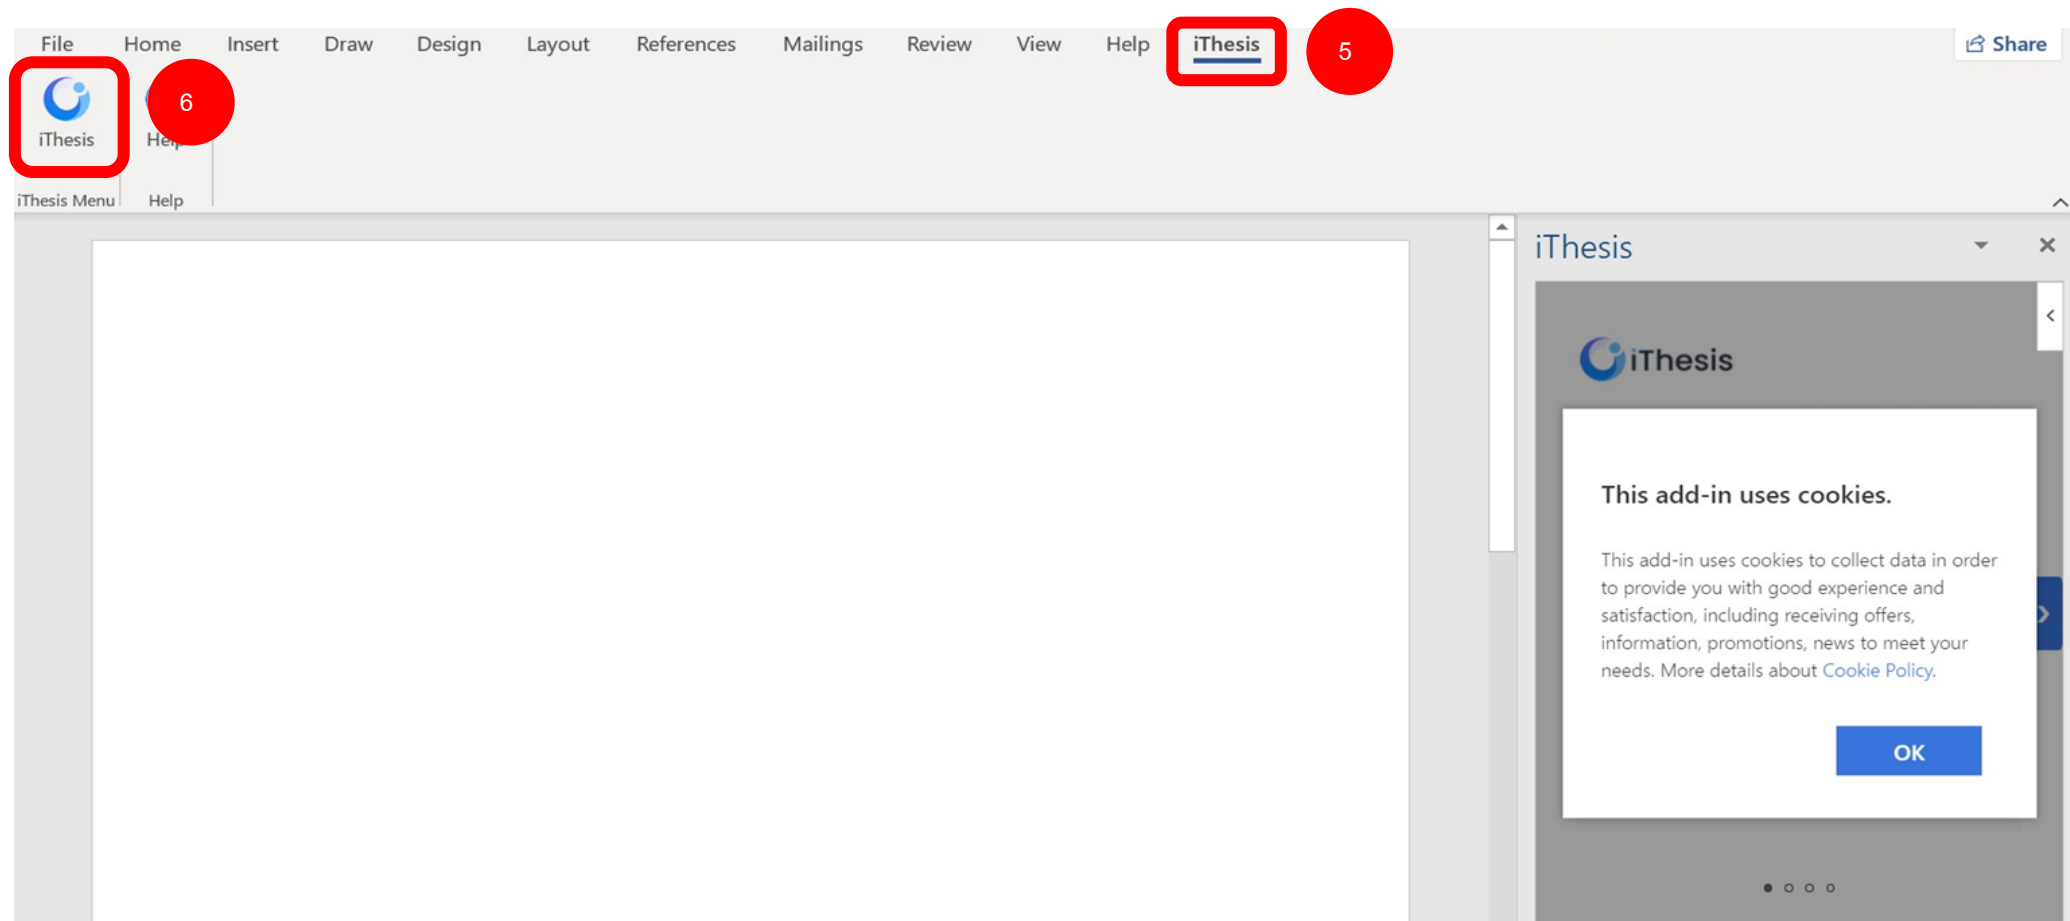 File Home Insert Draw Design Layout References Mailings Review View Help iThesis 5 Share
6
iThesis Help
iThesis Menu Help
iThesis
iThesis
This add-in uses cookies.
This add-in uses cookies to collect data in order
to provide you with good experience and
satisfaction, including receiving offers,
information, promotions, news to meet your
needs. More details about Cookie Policy.
OK